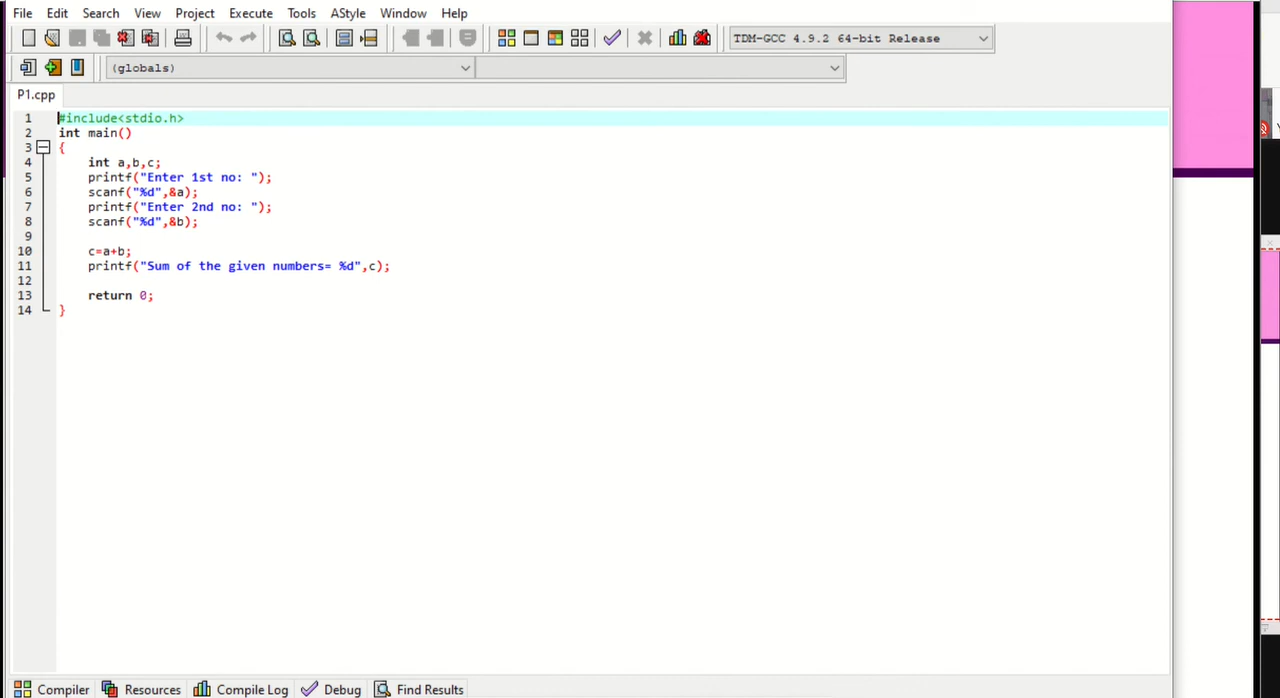 File Edit Search View Project Execute Tools AStyle Window Help
TDM-GCC 4.9.2 64-bit Release
(globals)
P1.cpp
1 #include<stdio.h>
2 int main()
3 {
4 int a,b,c;
5 printf("Enter 1st no: ");
6 scanf("%d",&a);
7 printf("Enter 2nd no: ");
8 scanf("%d",&b);
9
10 c=a+b;
11 printf("Sum of the given numbers= %d",c);
12
13 return 0;
14 }
Compiler Resources Compile Log Debug Find Results